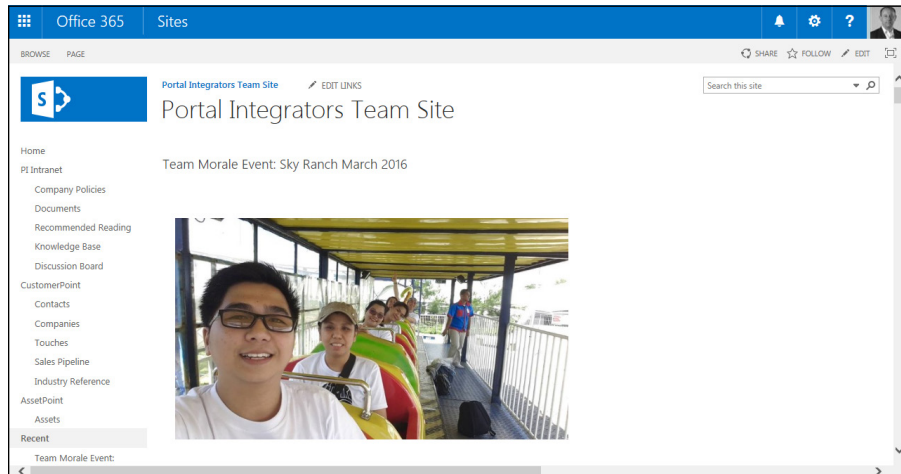 Office 365 Sites ?
BROWSE PAGE SHARE FOLLOW EDIT
S
Portal Integrators Team Site EDIT LINKS
Search this site
Portal Integrators Team Site
Team Morale Event: Sky Ranch March 2016
Home
PI Intranet
Company Policies
Documents
Recommended Reading
Knowledge Base
Discussion Board
CustomerPoint
Contacts
Companies
Touches
Sales Pipeline
Industry Reference
AssetPoint
Assets
Recent
Team Morale Event: